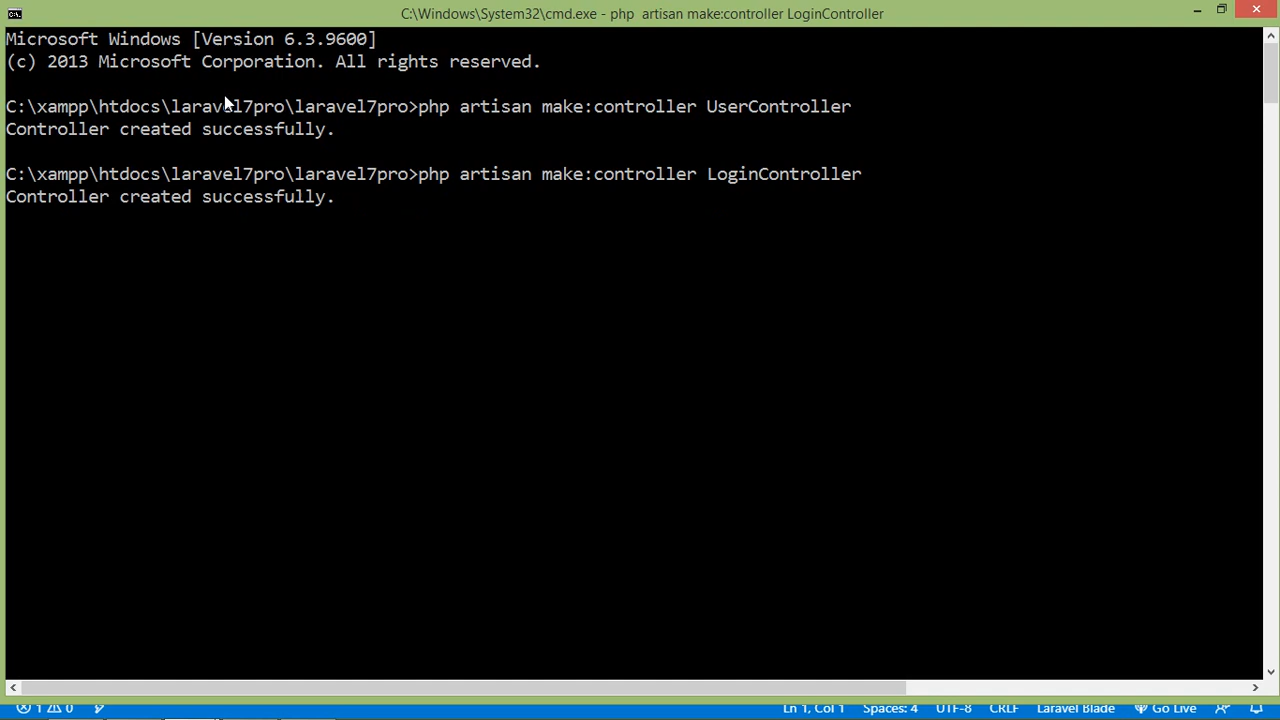 C:\Windows\System32\cmd.exe - php  artisan make:controller LoginController
Microsoft Windows [Version 6.3.9600]
(c) 2013 Microsoft Corporation. All rights reserved.
C:\xampp\htdocs\laravel7pro\laravel7pro>php artisan make:controller UserController
Controller created successfully.
C:\xampp\htdocs\laravel7pro\laravel7pro>php artisan make:controller LoginController
Controller created successfully.
1 0 Ln 1, Col 1 Spaces: 4 UTF-8 CRLF Laravel Blade Go Live